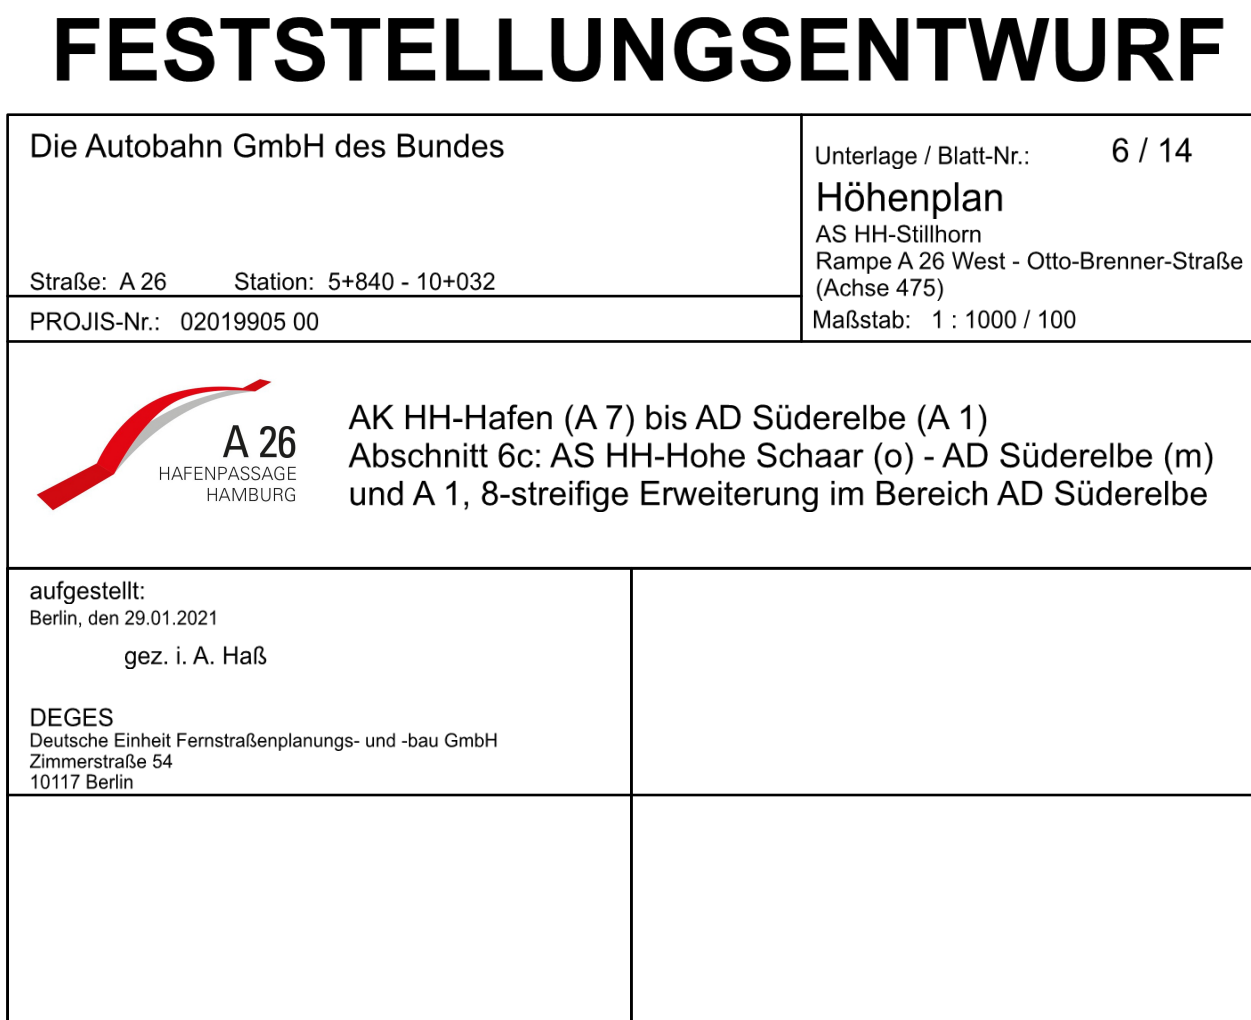 FESTSTELLUNGSENTWURF
Die Autobahn GmbH des Bundes
Straße: A 26 Station: 5+840 - 10+032
PROJIS-Nr.: 02019905 00
Unterlage / Blatt-Nr.: 6 / 14
Höhenplan
AS HH-Stillhorn
Rampe A 26 West - Otto-Brenner-Straße
(Achse 475)
Maßstab: 1 : 1000 / 100
A 26
HAFENPASSAGE
HAMBURG
AK HH-Hafen (A 7) bis AD Süderelbe (A 1)
Abschnitt 6c: AS HH-Hohe Schaar (o) - AD Süderelbe (m)
und A 1, 8-streifige Erweiterung im Bereich AD Süderelbe
aufgestellt:
Berlin, den 29.01.2021
gez. i. A. Haß
DEGES
Deutsche Einheit Fernstraßenplanungs- und -bau GmbH
Zimmerstraße 54
10117 Berlin